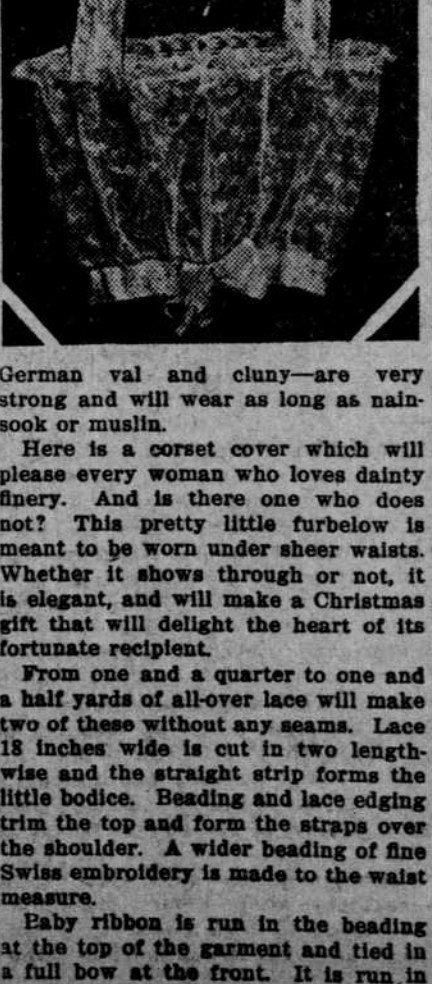 German val and cluny—are very
strong and will wear as long as nain-
sook or muslin.
Here is a corset cover which will
please every woman who loves dainty
finery. And is there one who does
not? This pretty little furbelow is
meant to be worn under sheer waists.
Whether it shows through or not, it
is elegant, and will make a Christmas
gift that will delight the heart of its
fortunate recipient.
From one and a quarter to one and
a half yards of all-over lace will make
two of these without any seams. Lace
18 inches wide is cut in two length-
wise and the straight strip forms the
little bodice. Beading and lace edging
trim the top and form the straps over
the shoulder. A wider beading of fine
Swiss embroidery is made to the waist
measure.
Baby ribbon is run in the beading
at the top of the garment and tied in
a full bow at the front. It is run in